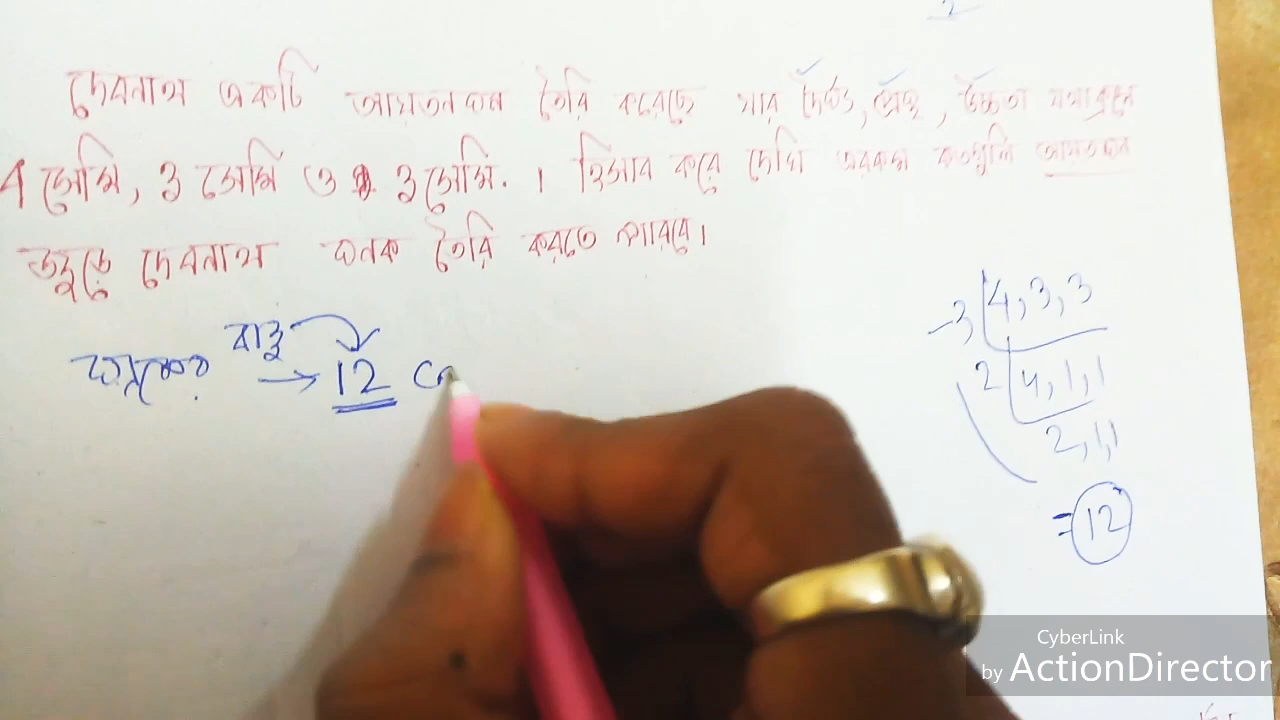 দেবনাথ একটি আয়তঘন তৈরি করেছে যার দৈর্ঘ্য, প্রস্থ, উচ্চতা যথাক্রমে
4 সেমি, 3 সেমি ও 3 সেমি. । হিসাব করে দেখি এরকম কতগুলি আয়তঘন
জুড়ে দেবনাথ ঘনক তৈরি করতে পারবে।
বাহু
→ 12 cm
3 4, 3, 3
2 4, 1, 1
2, 1, 1
= 12
CyberLink
by ActionDirector